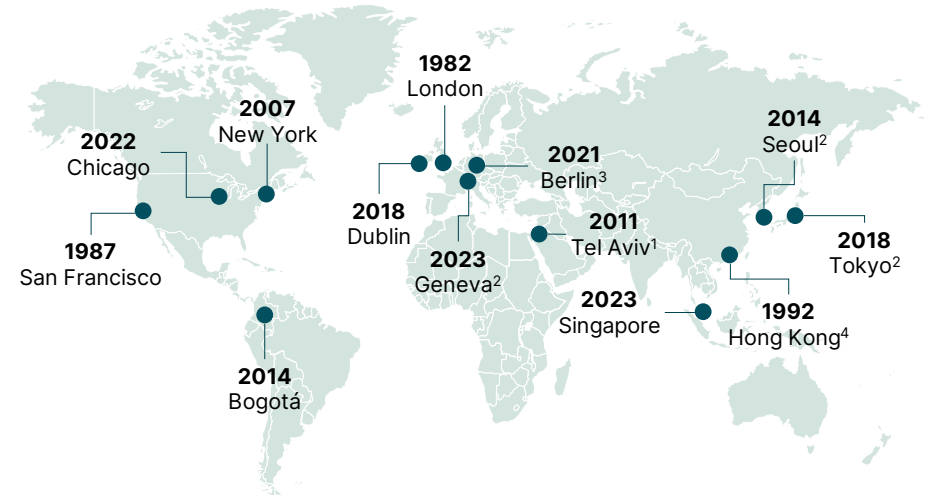 1982
London
2007
New York
2022
Chicago
2014
Seoul²
2021
Berlin³
2018
Dublin
2011
Tel Aviv¹
1987
San Francisco
2023
Geneva²
2018
Tokyo²
2023
Singapore
1992
Hong Kong⁴
2014
Bogotá